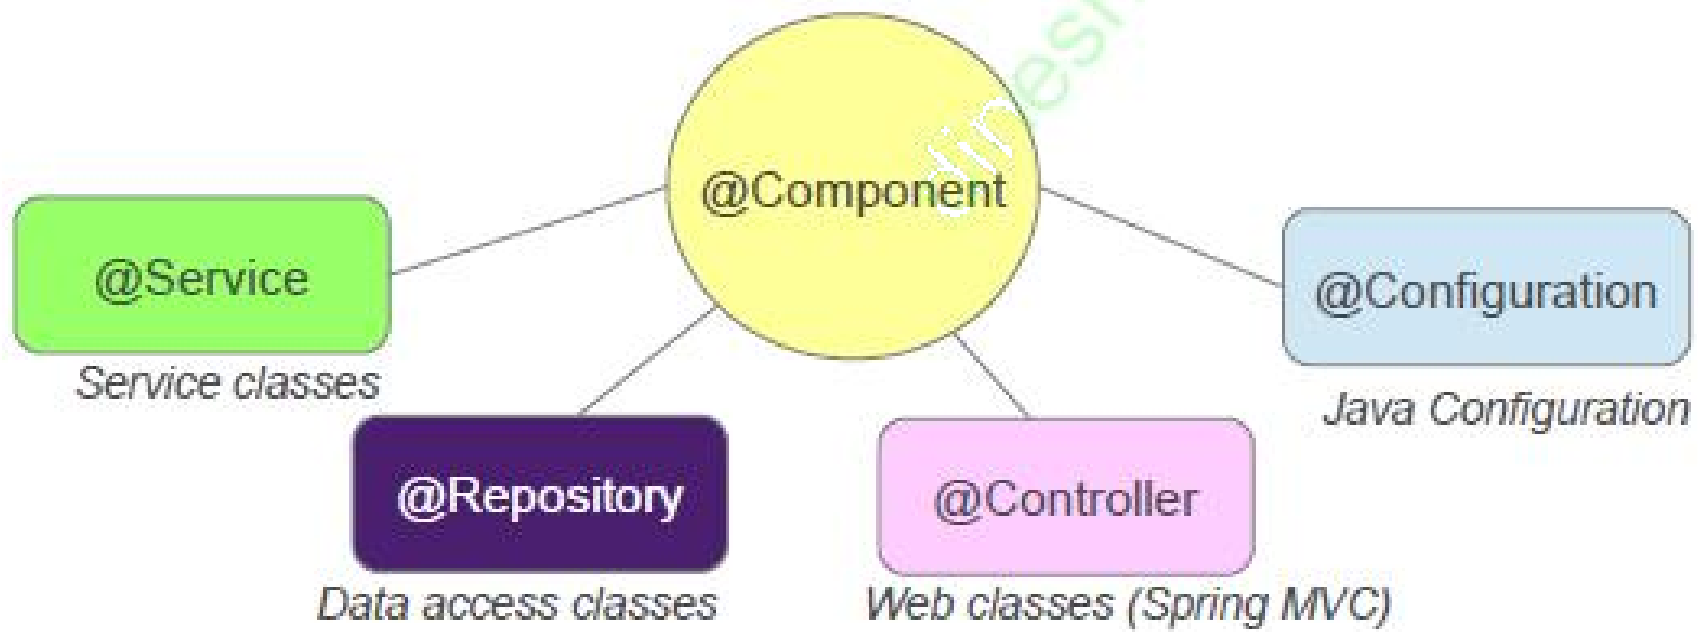 @Component
@Service
@Configuration
Service classes
Java Configuration
@Repository
@Controller
Data access classes
Web classes (Spring MVC)